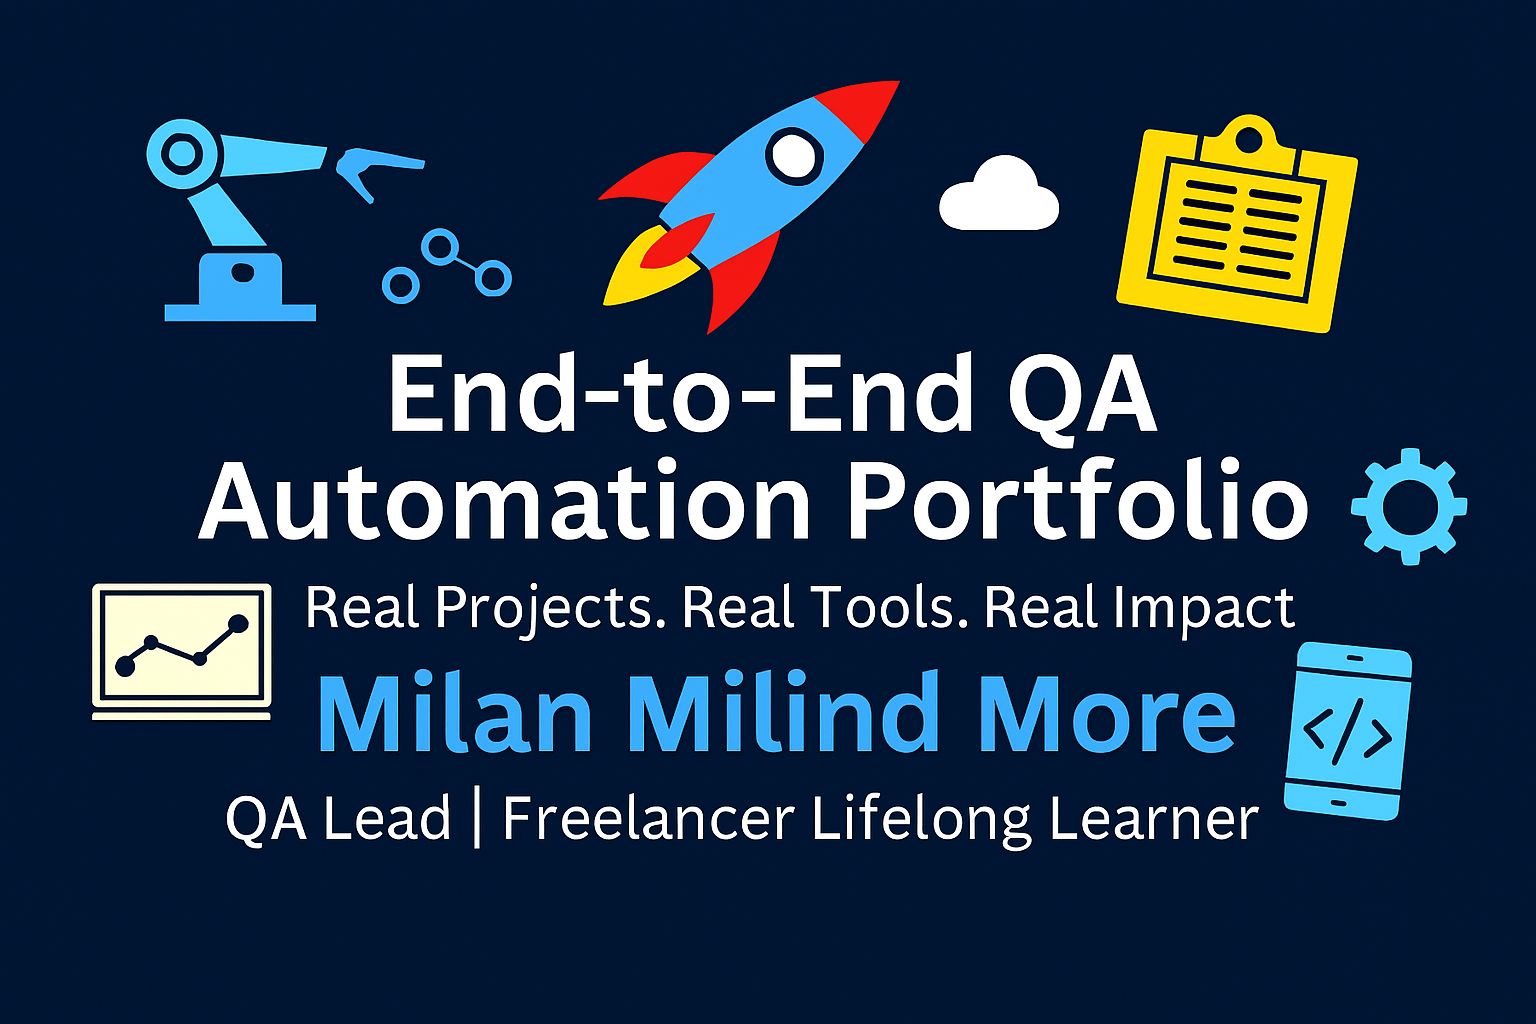 End-to-End QA
Automation Portfolio
Real Projects. Real Tools. Real Impact
Milan Milind More
QA Lead | Freelancer Lifelong Learner
</>